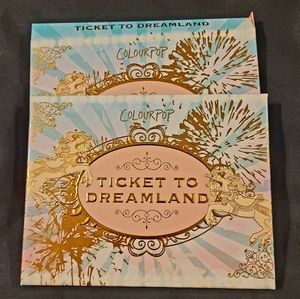 TICKET TO DREAMLAND
COLOURPOP
COLOURPOP
TICKET TO
DREAMLAND